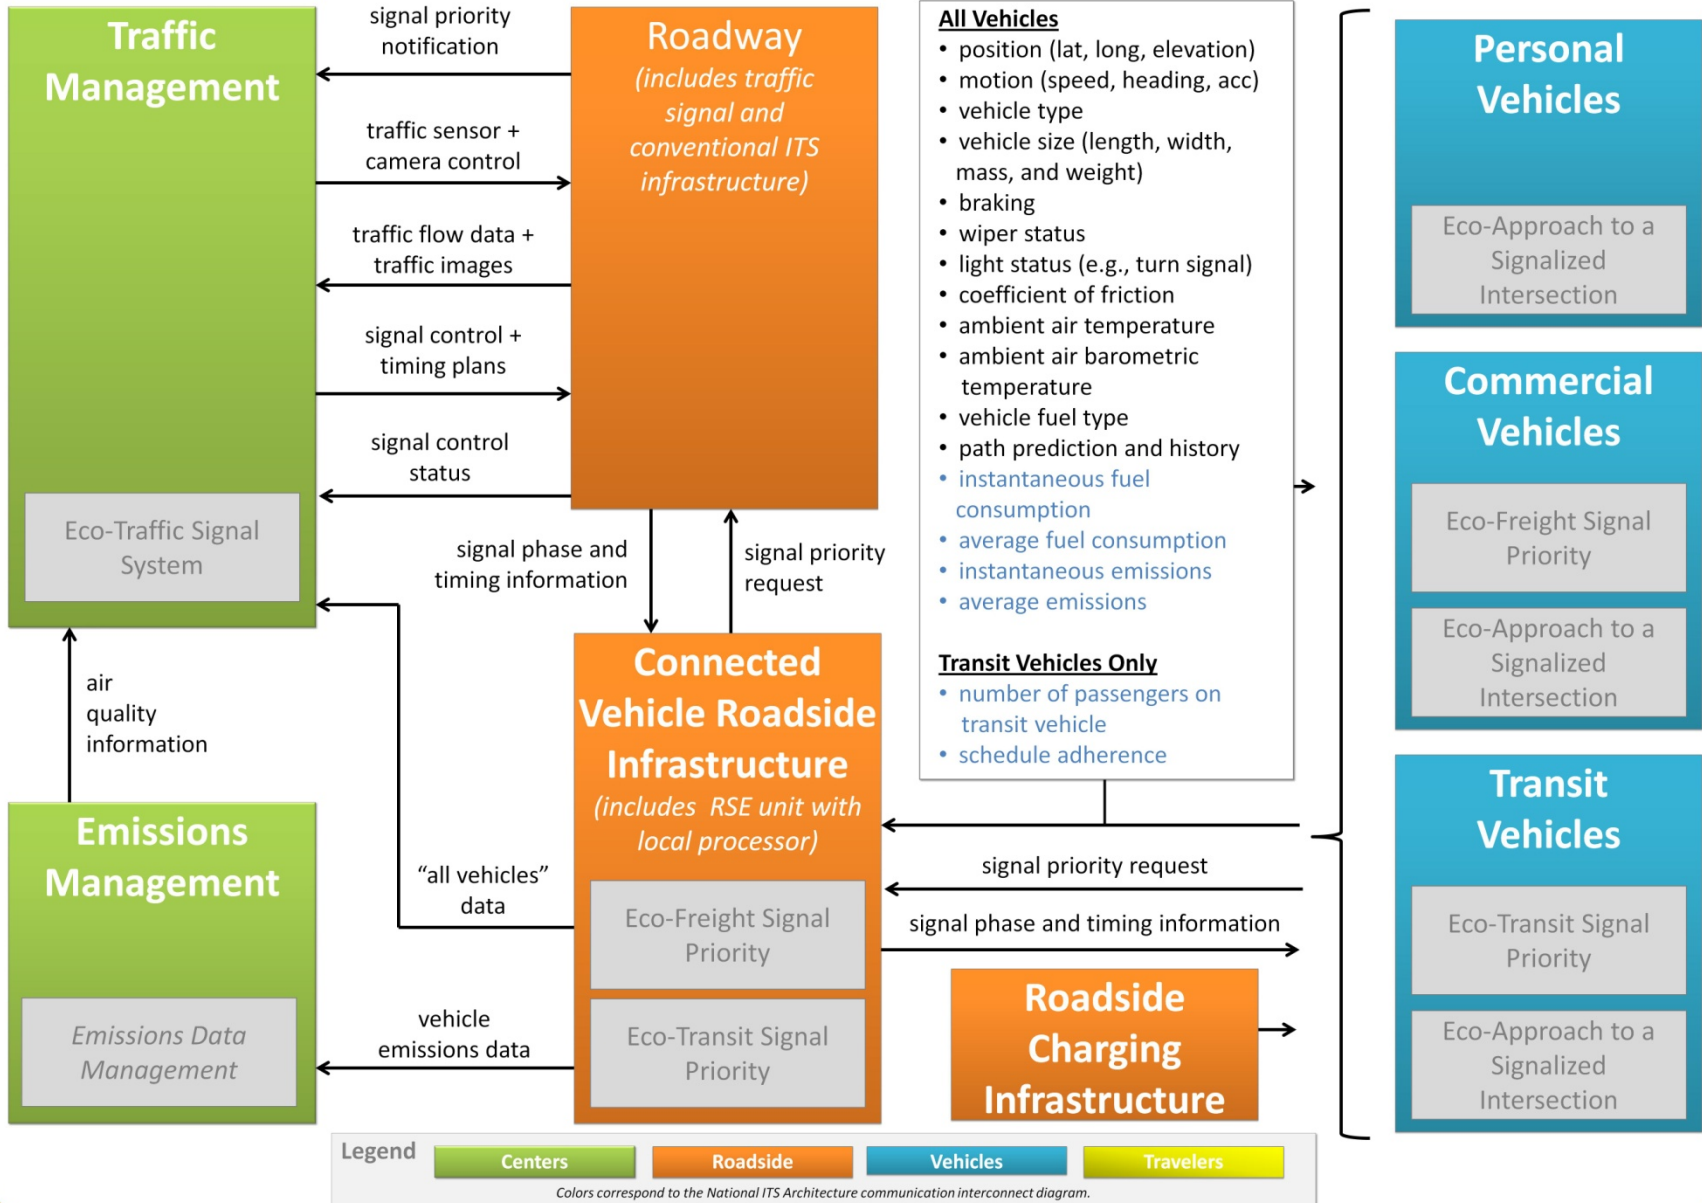 Traffic
Management
signal priority
notification
traffic sensor +
camera control
traffic flow data +
traffic images
signal control +
timing plans
signal control
status
Eco-Traffic Signal
System
Roadway
(includes traffic
signal and
conventional ITS
infrastructure)
signal phase and
timing information
signal priority
request
air
quality
information
Emissions
Management
Emissions Data
Management
"all vehicles"
data
vehicle
emissions data
Connected
Vehicle Roadside
Infrastructure
(includes RSE unit with
local processor)
Eco-Freight Signal
Priority
Eco-Transit Signal
Priority
All Vehicles
• position (lat, long, elevation)
• motion (speed, heading, acc)
• vehicle type
• vehicle size (length, width,
mass, and weight)
• braking
• wiper status
• light status (e.g., turn signal)
• coefficient of friction
• ambient air temperature
• ambient air barometric
temperature
• vehicle fuel type
• path prediction and history
• instantaneous fuel
consumption
• average fuel consumption
• instantaneous emissions
• average emissions
Transit Vehicles Only
• number of passengers on
transit vehicle
• schedule adherence
signal priority request
signal phase and timing information
Roadside
Charging
Infrastructure
Personal
Vehicles
Eco-Approach to a
Signalized
Intersection
Commercial
Vehicles
Eco-Freight Signal
Priority
Eco-Approach to a
Signalized
Intersection
Transit
Vehicles
Eco-Transit Signal
Priority
Eco-Approach to a
Signalized
Intersection
Legend
Centers
Roadside
Vehicles
Travelers
Colors correspond to the National ITS Architecture communication interconnect diagram.